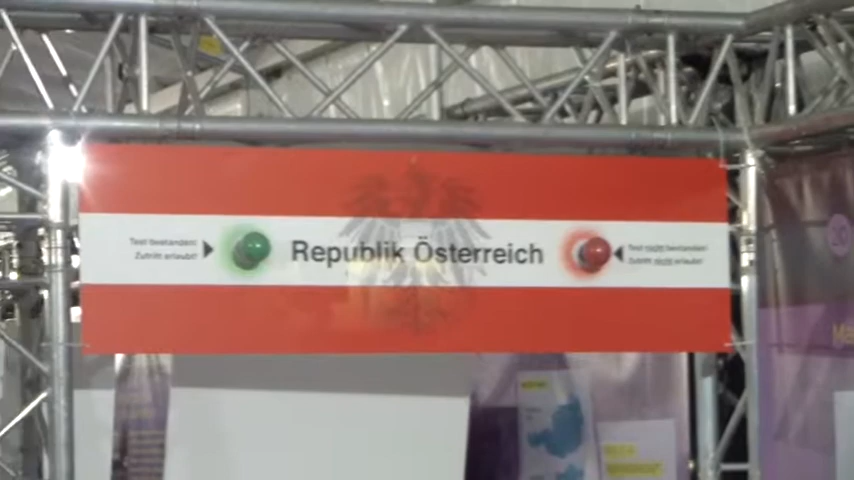 Test bestanden!
Zutritt erlaubt!
Republik Österreich
Test nicht bestanden!
Zutritt nicht erlaubt!